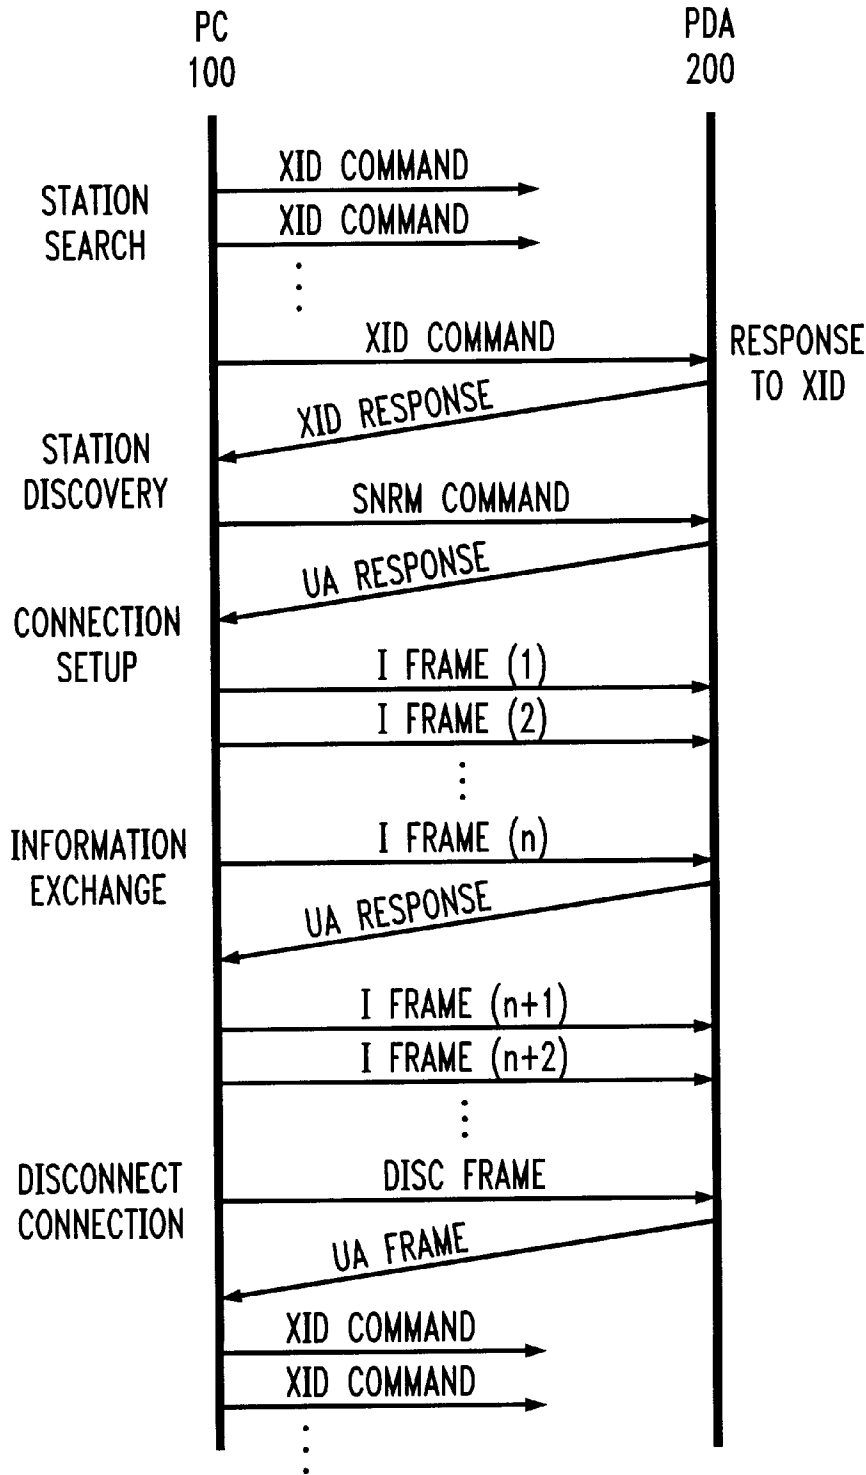 PC
100
PDA
200
XID COMMAND
STATION
SEARCH
XID COMMAND
XID COMMAND
RESPONSE
TO XID
XID RESPONSE
STATION
DISCOVERY
SNRM COMMAND
UA RESPONSE
CONNECTION
SETUP
I FRAME (1)
I FRAME (2)
INFORMATION
EXCHANGE
I FRAME (n)
UA RESPONSE
I FRAME (n+1)
I FRAME (n+2)
DISCONNECT
CONNECTION
DISC FRAME
UA FRAME
XID COMMAND
XID COMMAND